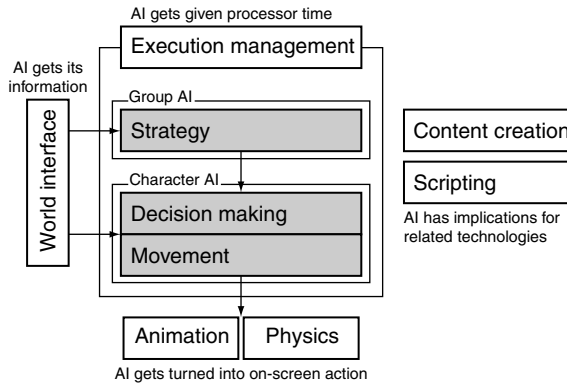 AI gets given processor time
Execution management
AI gets its
information
World interface
Group AI
Strategy
Character AI
Decision making
Movement
Animation
Physics
AI gets turned into on-screen action
Content creation
Scripting
AI has implications for
related technologies